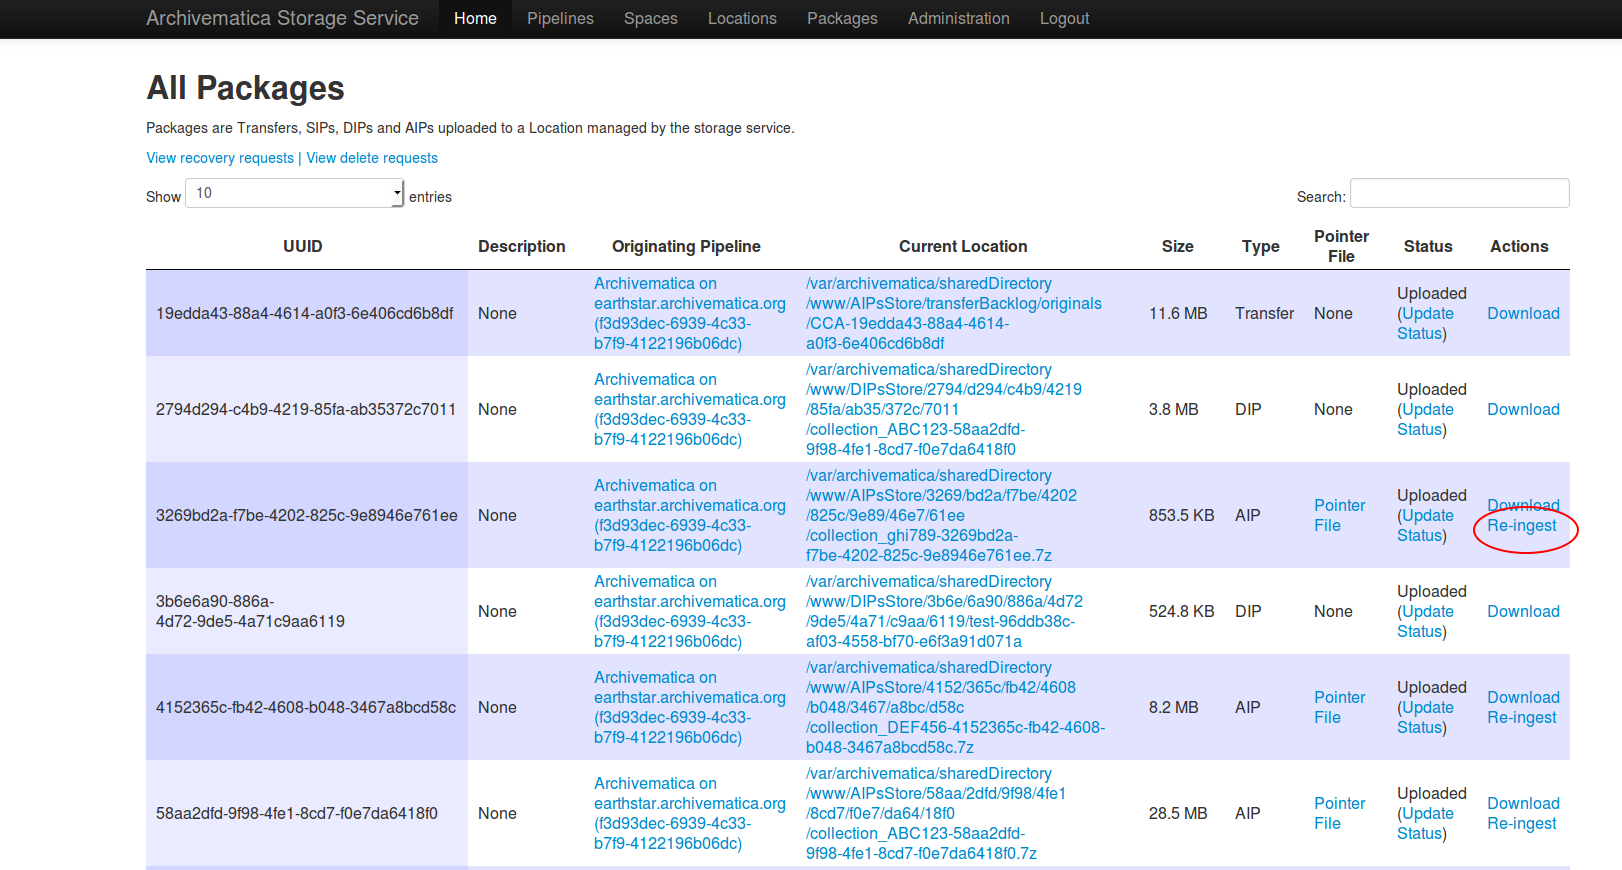 Archivematica Storage Service Home Pipelines Spaces Locations Packages Administration Logout
All Packages
Packages are Transfers, SIPs, DIPs and AIPs uploaded to a Location managed by the storage service.
View recovery requests | View delete requests
Show 10 entries Search:
UUID Description Originating Pipeline Current Location Size Type Pointer File Status Actions
19edda43-88a4-4614-a0f3-6e406cd6b8df
None
Archivematica on
earthstar.archivematica.org
(f3d93dec-6939-4c33-
b7f9-4122196b06dc)
/var/archivematica/sharedDirectory
/www/AIPsStore/transferBacklog/originals
/CCA-19edda43-88a4-4614-
a0f3-6e406cd6b8df
11.6 MB
Transfer
None
Uploaded
(Update
Status)
Download
2794d294-c4b9-4219-85fa-ab35372c7011
None
Archivematica on
earthstar.archivematica.org
(f3d93dec-6939-4c33-
b7f9-4122196b06dc)
/var/archivematica/sharedDirectory
/www/DIPsStore/2794/d294/c4b9/4219
/85fa/ab35/372c/7011
/collection_ABC123-58aa2dfd-
9f98-4fe1-8cd7-f0e7da6418f0
3.8 MB
DIP
None
Uploaded
(Update
Status)
Download
3269bd2a-f7be-4202-825c-9e8946e761ee
None
Archivematica on
earthstar.archivematica.org
(f3d93dec-6939-4c33-
b7f9-4122196b06dc)
/var/archivematica/sharedDirectory
/www/AIPsStore/3269/bd2a/f7be/4202
/825c/9e89/46e7/61ee
/collection_ghi789-3269bd2a-
f7be-4202-825c-9e8946e761ee.7z
853.5 KB
AIP
Pointer
File
Uploaded
(Update
Status)
Download
Re-ingest
3b6e6a90-886a-
4d72-9de5-4a71c9aa6119
None
Archivematica on
earthstar.archivematica.org
(f3d93dec-6939-4c33-
b7f9-4122196b06dc)
/var/archivematica/sharedDirectory
/www/DIPsStore/3b6e/6a90/886a/4d72
/9de5/4a71/c9aa/6119/test-96ddb38c-
af03-4558-bf70-e6f3a91d071a
524.8 KB
DIP
None
Uploaded
(Update
Status)
Download
4152365c-fb42-4608-b048-3467a8bcd58c
None
Archivematica on
earthstar.archivematica.org
(f3d93dec-6939-4c33-
b7f9-4122196b06dc)
/var/archivematica/sharedDirectory
/www/AIPsStore/4152/365c/fb42/4608
/b048/3467/a8bc/d58c
/collection_DEF456-4152365c-fb42-4608-
b048-3467a8bcd58c.7z
8.2 MB
AIP
Pointer
File
Uploaded
(Update
Status)
Download
Re-ingest
58aa2dfd-9f98-4fe1-8cd7-f0e7da6418f0
None
Archivematica on
earthstar.archivematica.org
(f3d93dec-6939-4c33-
b7f9-4122196b06dc)
/var/archivematica/sharedDirectory
/www/AIPsStore/58aa/2dfd/9f98/4fe1
/8cd7/f0e7/da64/18f0
/collection_ABC123-58aa2dfd-
9f98-4fe1-8cd7-f0e7da6418f0.7z
28.5 MB
AIP
Pointer
File
Uploaded
(Update
Status)
Download
Re-ingest